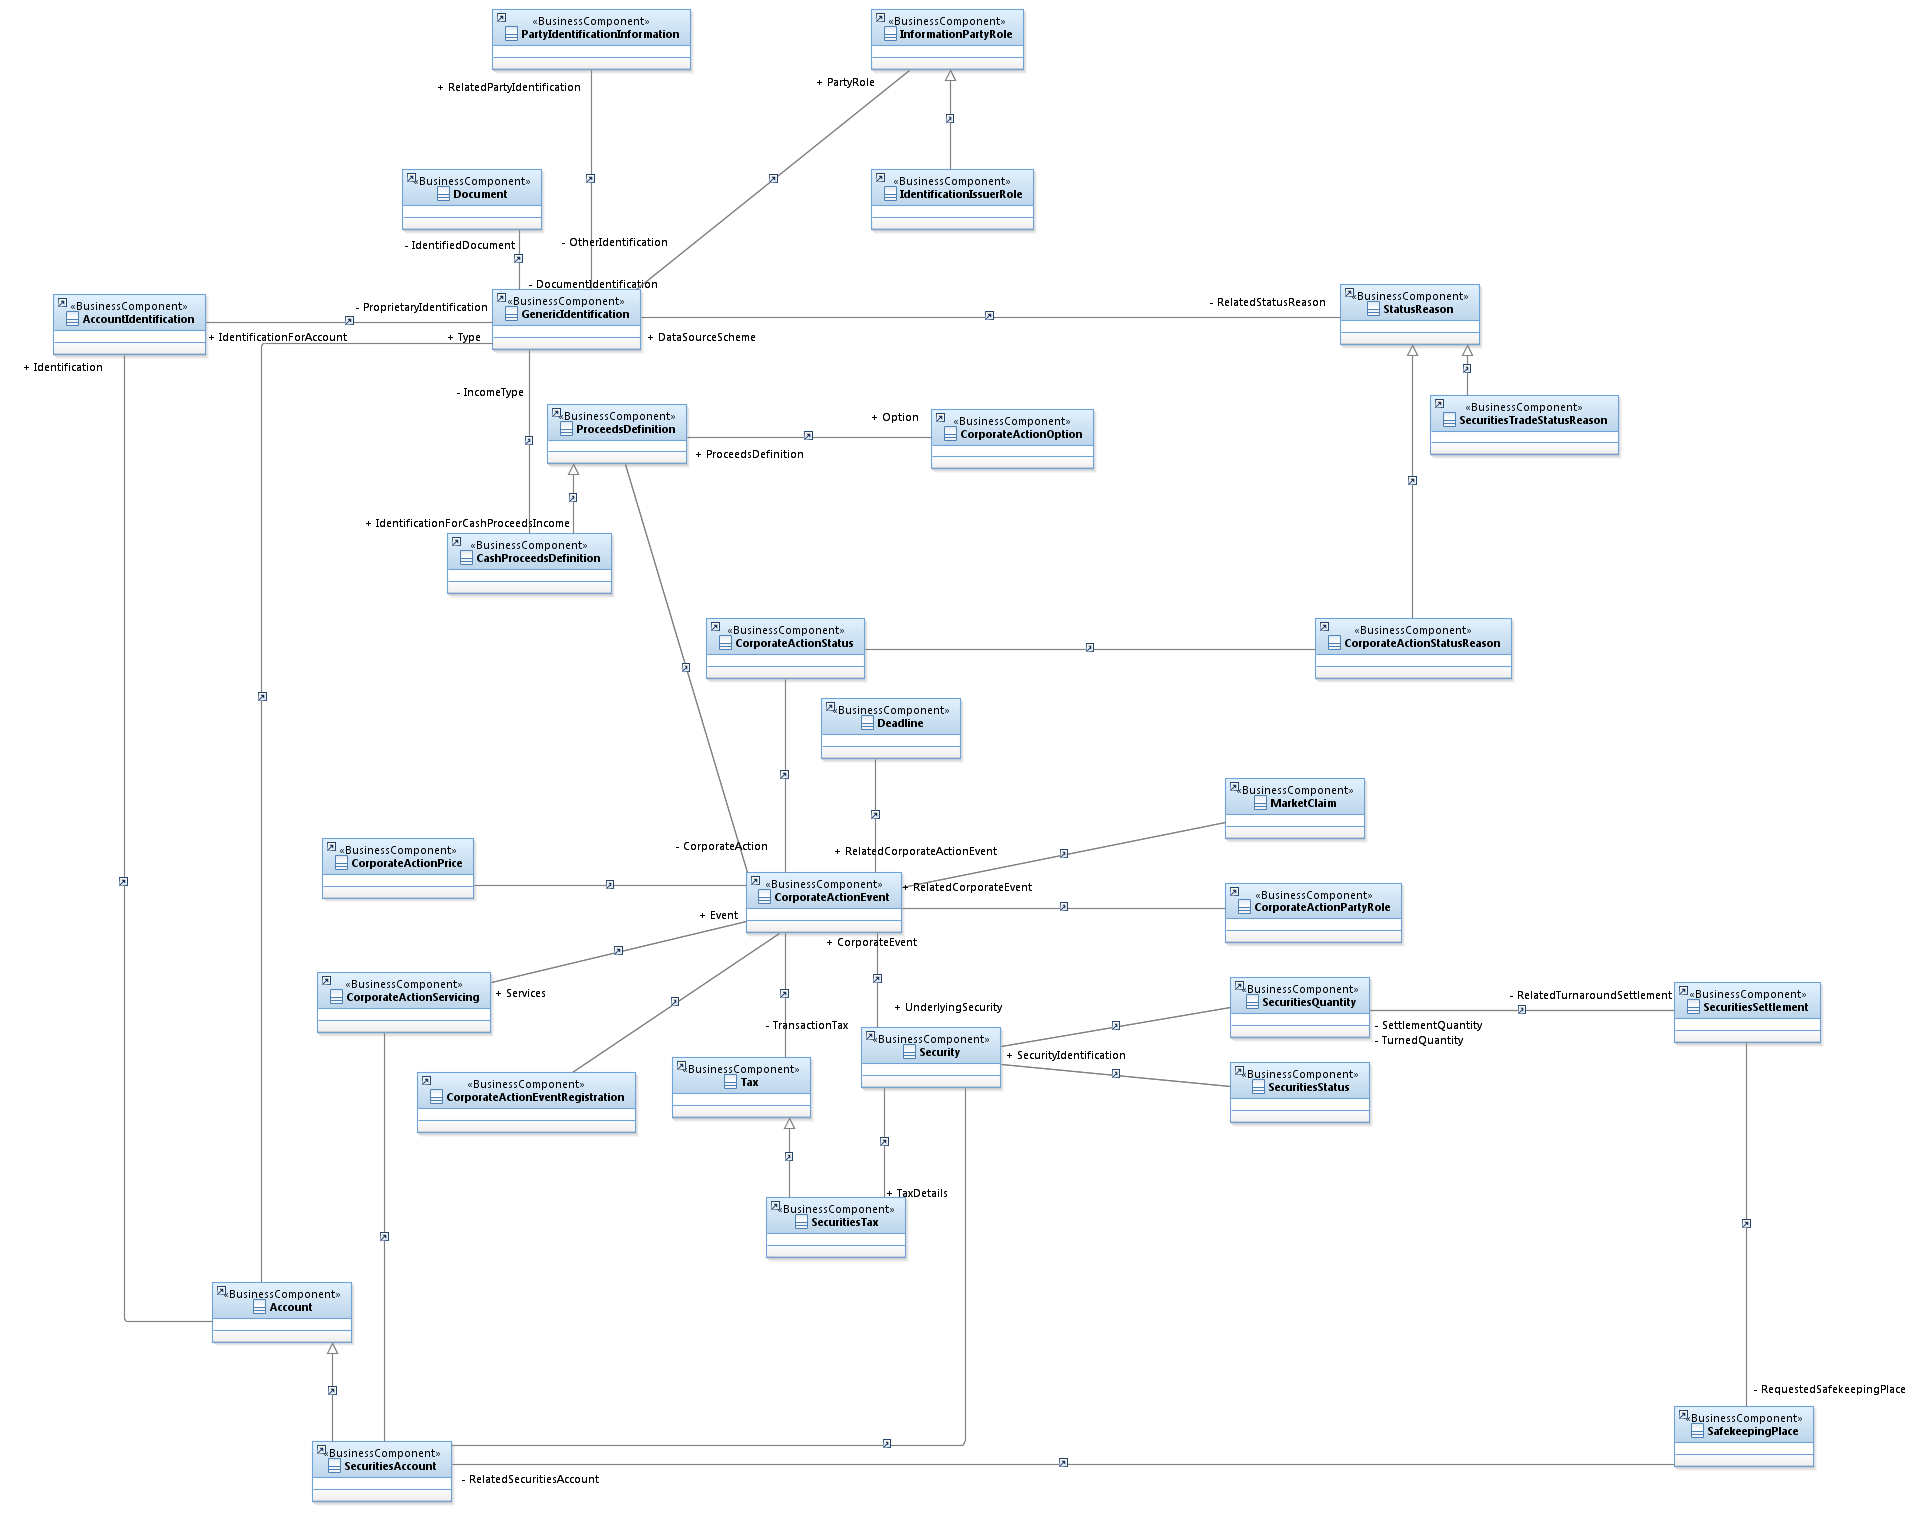 «BusinessComponent»
PartyIdentificationInformation
«BusinessComponent»
InformationPartyRole
+ RelatedPartyIdentification
+ PartyRole
«BusinessComponent»
Document
«BusinessComponent»
IdentificationIssuerRole
- IdentifiedDocument
- OtherIdentification
- DocumentIdentification
«BusinessComponent»
AccountIdentification
- ProprietaryIdentification
«BusinessComponent»
GenericIdentification
- RelatedStatusReason
«BusinessComponent»
StatusReason
+ IdentificationForAccount
+ Type
+ DataSourceScheme
+ Identification
- IncomeType
«BusinessComponent»
ProceedsDefinition
+ Option
«BusinessComponent»
CorporateActionOption
«BusinessComponent»
SecuritiesTradeStatusReason
+ ProceedsDefinition
+ IdentificationForCashProceedsIncome
«BusinessComponent»
CashProceedsDefinition
«BusinessComponent»
CorporateActionStatus
«BusinessComponent»
CorporateActionStatusReason
«BusinessComponent»
Deadline
«BusinessComponent»
MarketClaim
«BusinessComponent»
CorporateActionPrice
- CorporateAction
+ RelatedCorporateActionEvent
«BusinessComponent»
CorporateActionEvent
+ RelatedCorporateEvent
«BusinessComponent»
CorporateActionPartyRole
+ Event
+ CorporateEvent
«BusinessComponent»
CorporateActionServicing
+ Services
«BusinessComponent»
SecuritiesQuantity
- RelatedTurnaroundSettlement
«BusinessComponent»
SecuritiesSettlement
+ UnderlyingSecurity
- TransactionTax
- SettlementQuantity
- TurnedQuantity
«BusinessComponent»
Security
+ SecurityIdentification
«BusinessComponent»
Tax
«BusinessComponent»
SecuritiesStatus
«BusinessComponent»
CorporateActionEventRegistration
+ TaxDetails
«BusinessComponent»
SecuritiesTax
«BusinessComponent»
Account
- RequestedSafekeepingPlace
«BusinessComponent»
SafekeepingPlace
«BusinessComponent»
SecuritiesAccount
- RelatedSecuritiesAccount